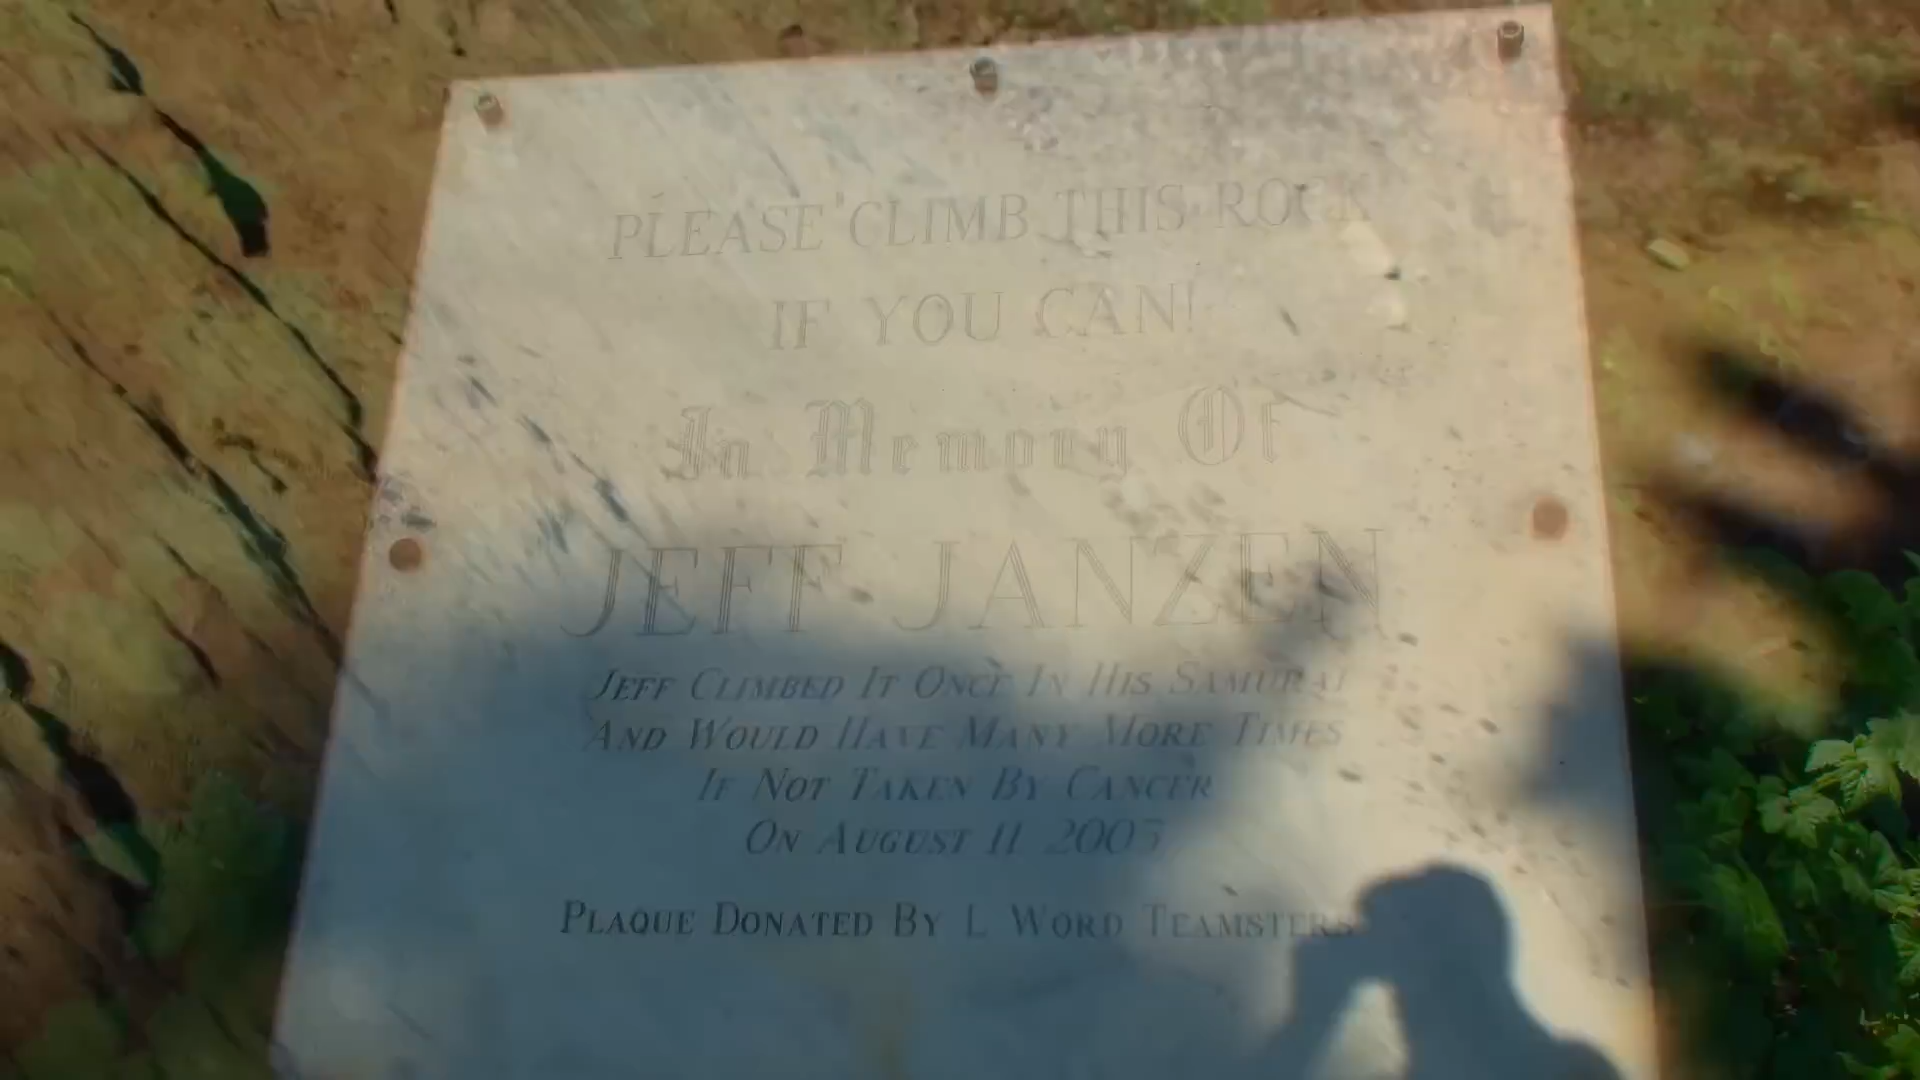 PLEASE CLIMB THIS ROCK
IF YOU CAN!
In Memory Of
JEFF JANZEN
JEFF CLIMBED IT ONCE IN HIS SAMURAI
AND WOULD HAVE MANY MORE TIMES
IF NOT TAKEN BY CANCER
ON AUGUST 11 2005
PLAQUE DONATED BY L WORD TEAMSTERS